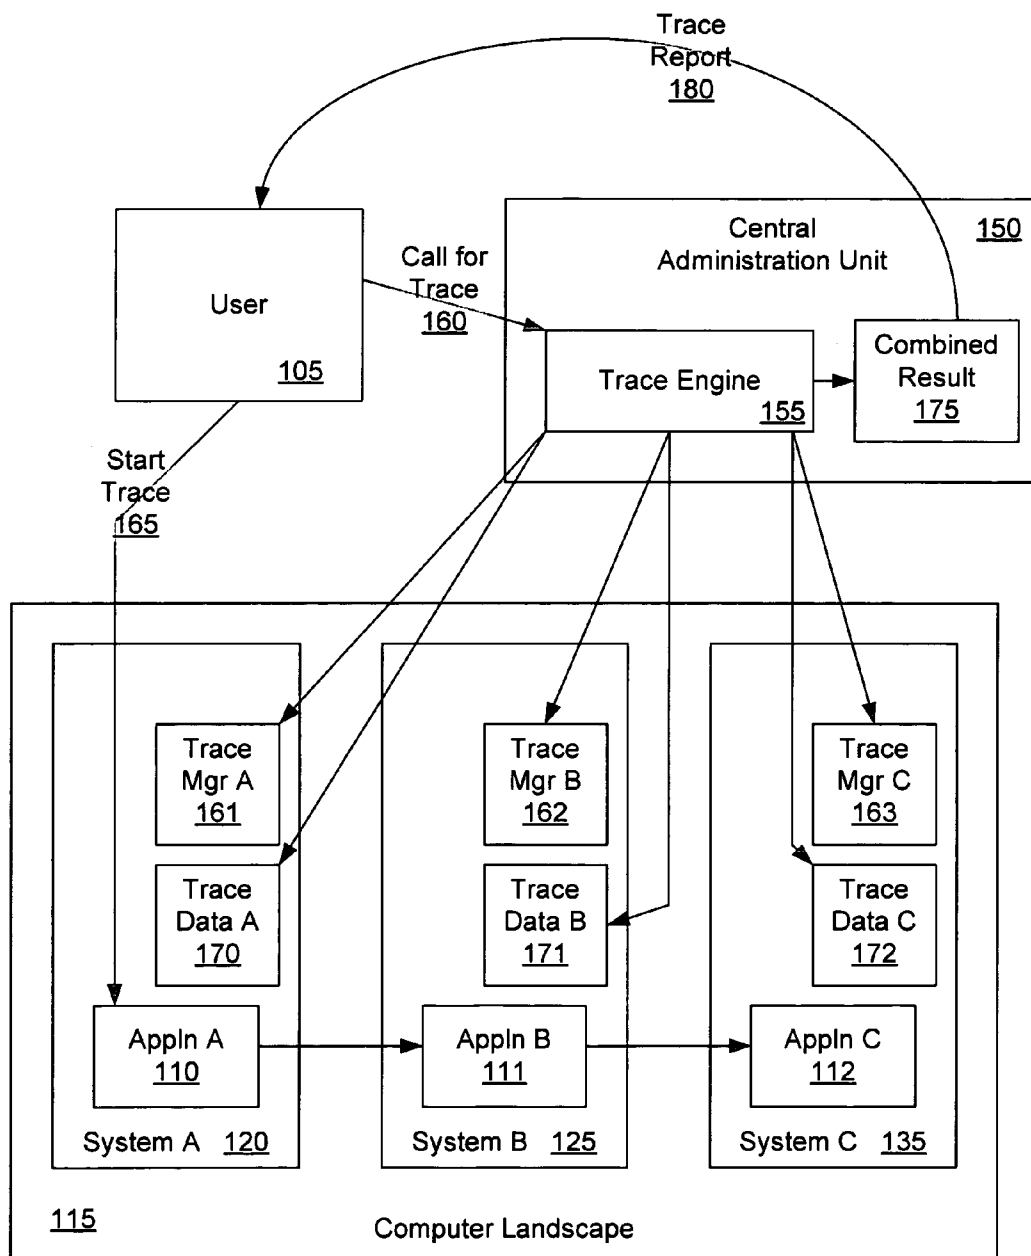 Trace
Report
180
150
Central
Administration Unit
User
105
Call for
Trace
160
Trace Engine
155
Combined
Result
175
Start
Trace
165
Trace
Mgr A
161
Trace
Mgr B
162
Trace
Mgr C
163
Trace
Data A
170
Trace
Data B
171
Trace
Data C
172
Appln A
110
Appln B
111
Appln C
112
System A 120
System B 125
System C 135
115
Computer Landscape